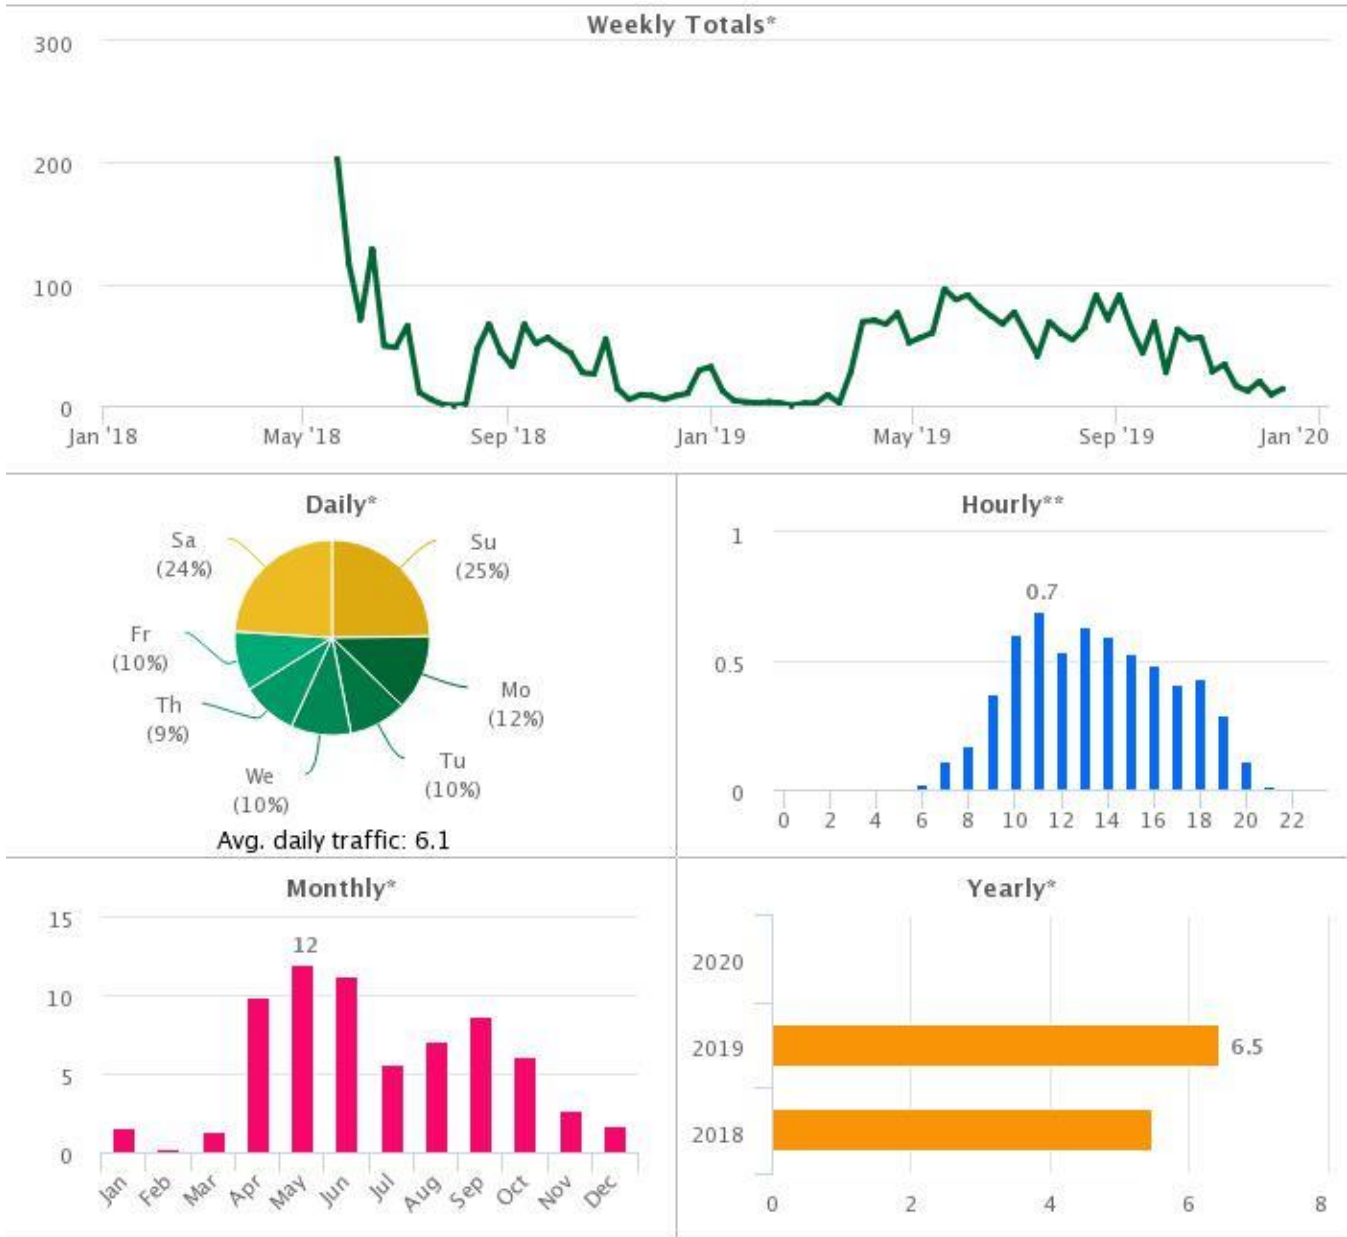 Weekly Totals*
300
200
100
0
Jan '18 May '18 Sep '18 Jan '19 May '19 Sep '19 Jan '20
Daily*
Sa
(24%)
Su
(25%)
Fr
(10%)
Mo
(12%)
Th
(9%)
Tu
(10%)
We
(10%)
Avg. daily traffic: 6.1
Hourly**
1
0.7
0.5
0
0 2 4 6 8 10 12 14 16 18 20 22
Monthly*
15
12
10
5
0
Jan Feb Mar Apr May Jun Jul Aug Sep Oct Nov Dec
Yearly*
2020
2019 6.5
2018
0 2 4 6 8